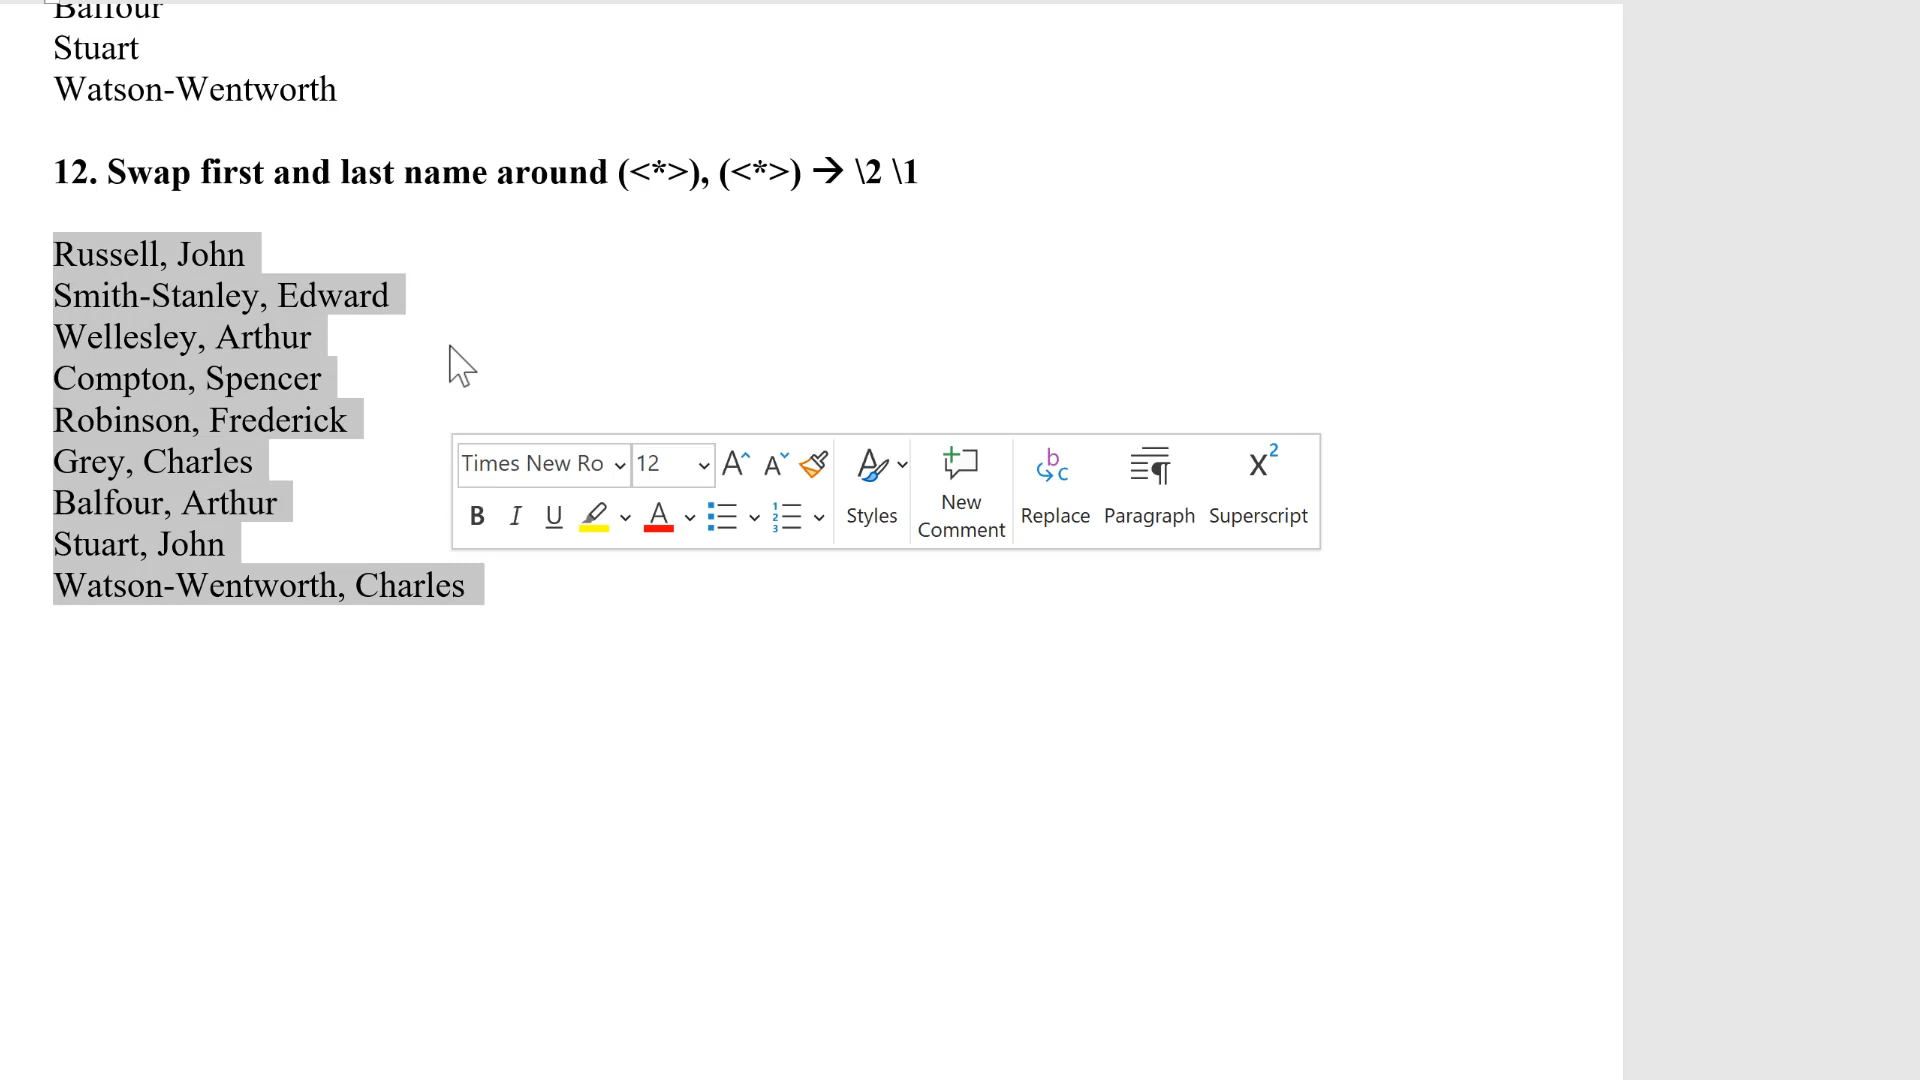 Balfour
Stuart
Watson-Wentworth
12. Swap first and last name around (<*>), (<*>) → \2 \1
Russell, John
Smith-Stanley, Edward
Wellesley, Arthur
Compton, Spencer
Robinson, Frederick
Grey, Charles
Balfour, Arthur
Stuart, John
Watson-Wentworth, Charles
Times New Ro 12
B I U Styles New Comment Replace Paragraph Superscript